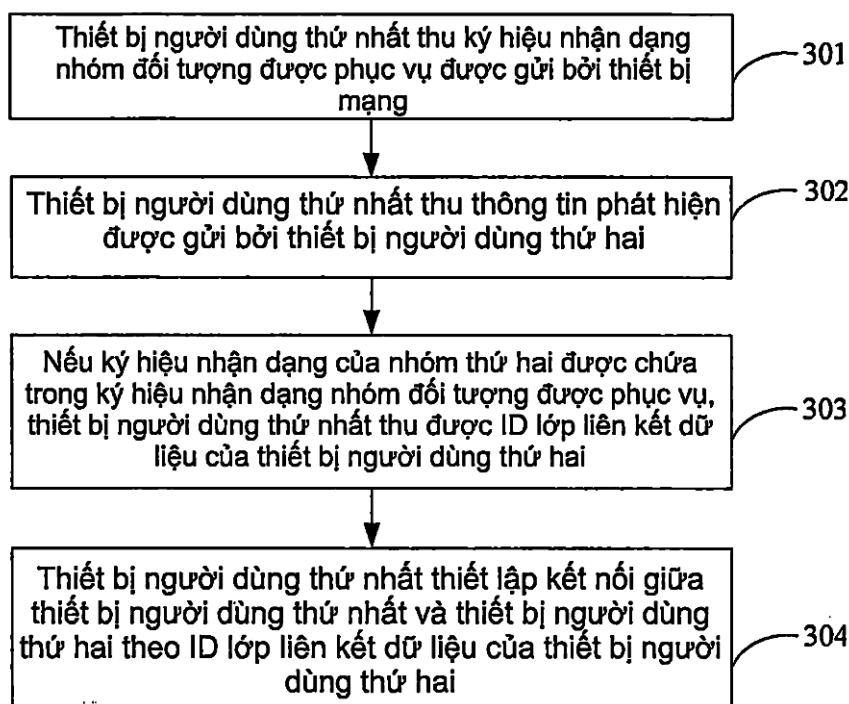 Thiết bị người dùng thứ nhất thu ký hiệu nhận dạng
nhóm đối tượng được phục vụ được gửi bởi thiết bị
mạng
301
Thiết bị người dùng thứ nhất thu thông tin phát hiện
được gửi bởi thiết bị người dùng thứ hai
302
Nếu ký hiệu nhận dạng của nhóm thứ hai được chứa
trong ký hiệu nhận dạng nhóm đối tượng được phục vụ,
thiết bị người dùng thứ nhất thu được ID lớp liên kết dữ
liệu của thiết bị người dùng thứ hai
303
Thiết bị người dùng thứ nhất thiết lập kết nối giữa
thiết bị người dùng thứ nhất và thiết bị người dùng
thứ hai theo ID lớp liên kết dữ liệu của thiết bị người
dùng thứ hai
304